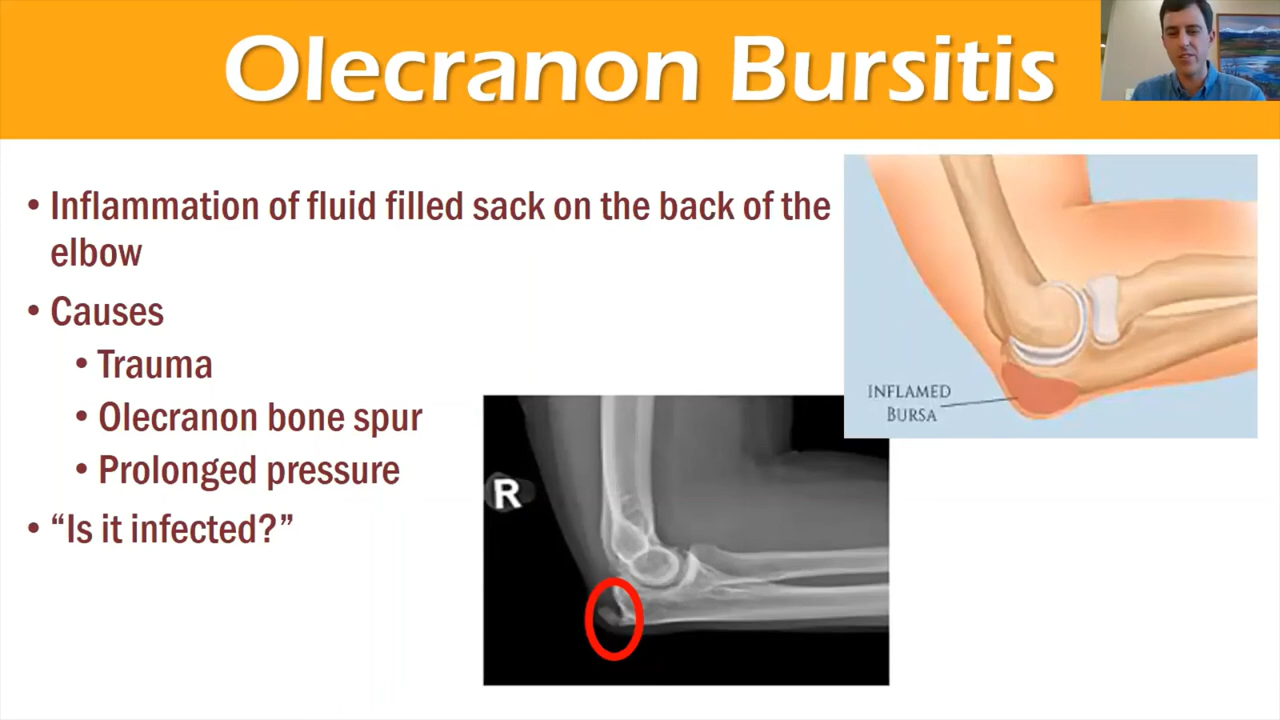 Olecranon Bursitis
• Inflammation of fluid filled sack on the back of the
elbow
• Causes
• Trauma
• Olecranon bone spur
• Prolonged pressure
• “Is it infected?”
INFLAMED
BURSA
R